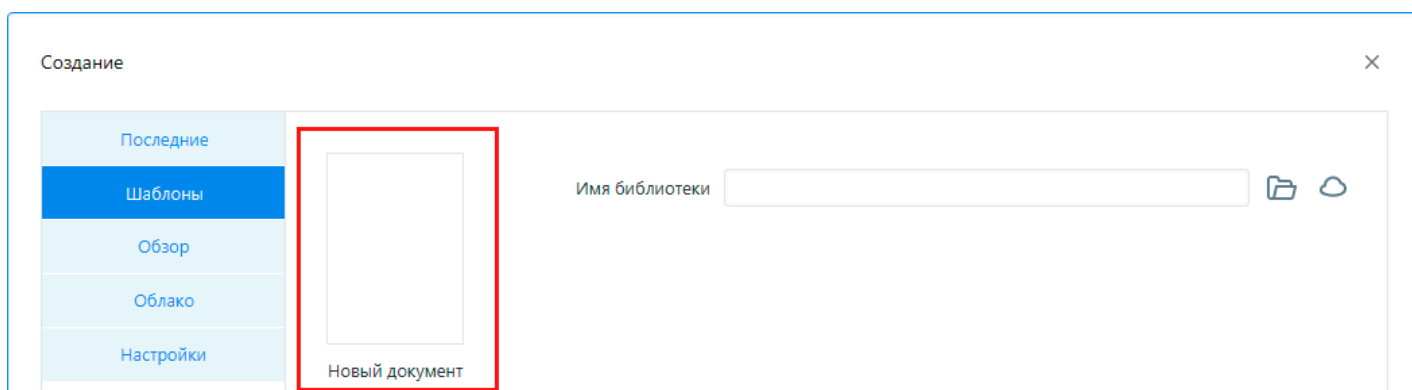 Создание
Последние
Шаблоны
Имя библиотеки
Обзор
Облако
Настройки
Новый документ